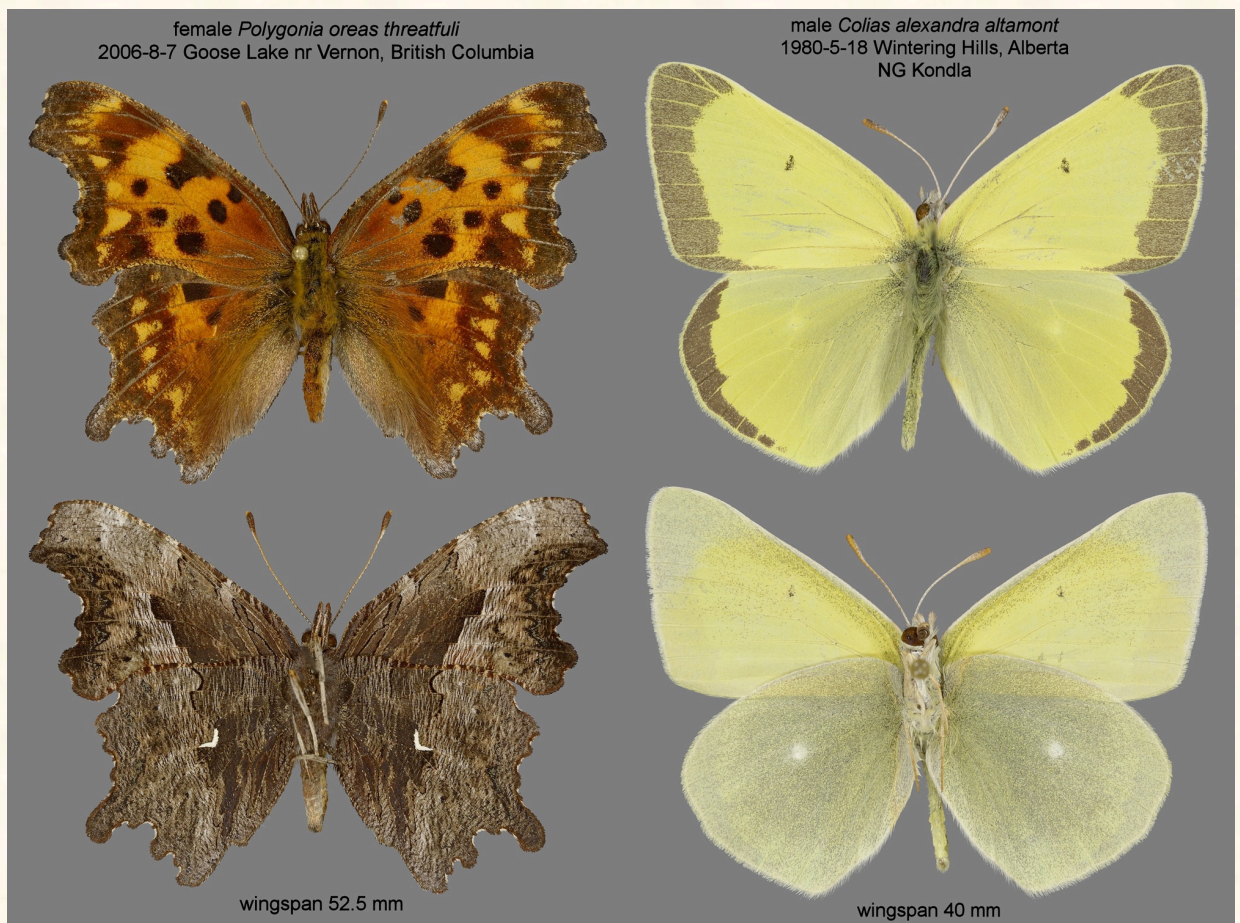 female Polygonia oreas threatfuli
2006-8-7 Goose Lake nr Vernon, British Columbia
wingspan 52.5 mm
male Colias alexandra altamont
1980-5-18 Wintering Hills, Alberta
NG Kondla
wingspan 40 mm